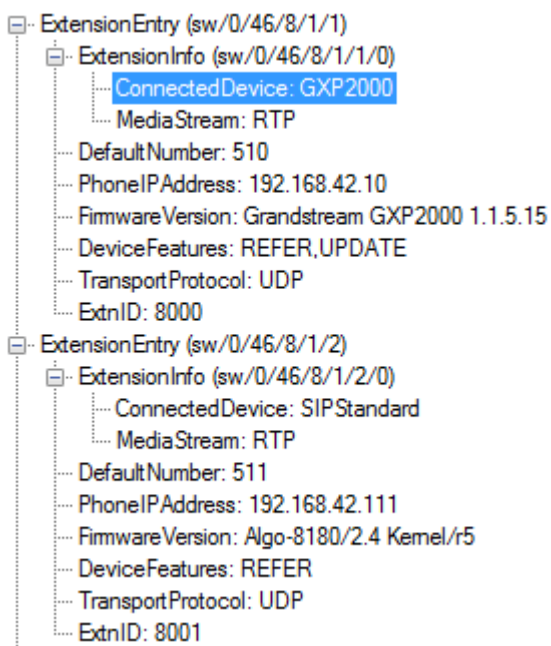 ExtensionEntry (sw/0/46/8/1/1)
ExtensionInfo (sw/0/46/8/1/1/0)
ConnectedDevice: GXP2000
MediaStream: RTP
DefaultNumber: 510
PhoneIPAddress: 192.168.42.10
FirmwareVersion: Grandstream GXP2000 1.1.5.15
DeviceFeatures: REFER,UPDATE
TransportProtocol: UDP
ExtnID: 8000
ExtensionEntry (sw/0/46/8/1/2)
ExtensionInfo (sw/0/46/8/1/2/0)
ConnectedDevice: SIPStandard
MediaStream: RTP
DefaultNumber: 511
PhoneIPAddress: 192.168.42.111
FirmwareVersion: Algo-8180/2.4 Kernel/r5
DeviceFeatures: REFER
TransportProtocol: UDP
ExtnID: 8001